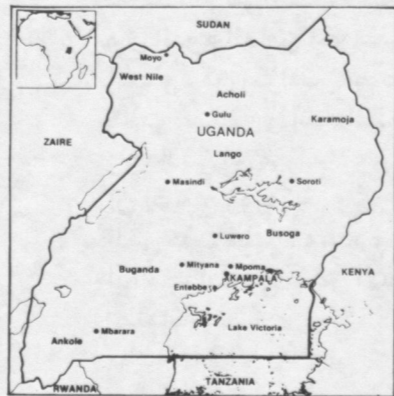 SUDAN
Moyo
West Nile
Acholi
Gulu
Karamoja
UGANDA
ZAIRE
Lango
Masindi
Soroti
Luwero
Busoga
Buganda
Mityana
Mpoma
KAMPALA
KENYA
Entebbe
Lake Victoria
Mbarara
Ankole
RWANDA
TANZANIA